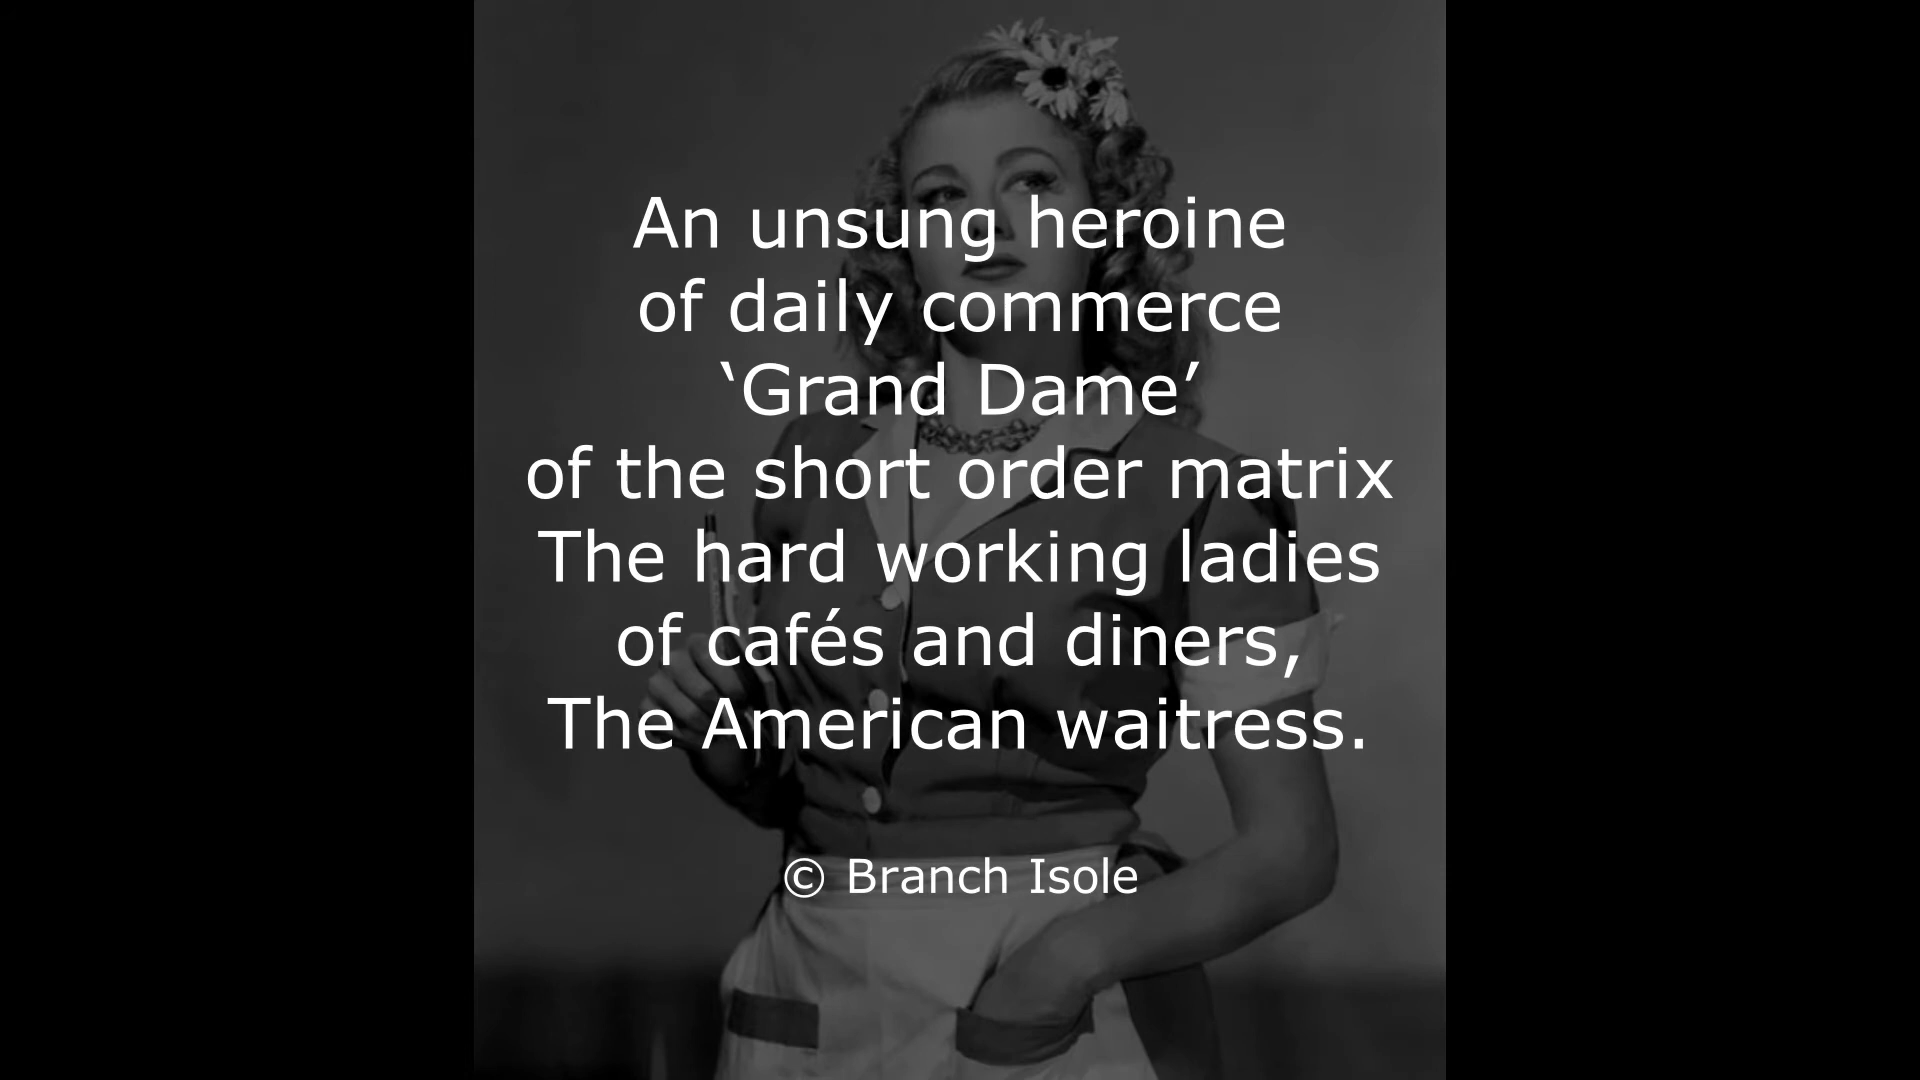 An unsung heroine
of daily commerce
‘Grand Dame’
of the short order matrix
The hard working ladies
of cafés and diners,
The American waitress.
© Branch Isole